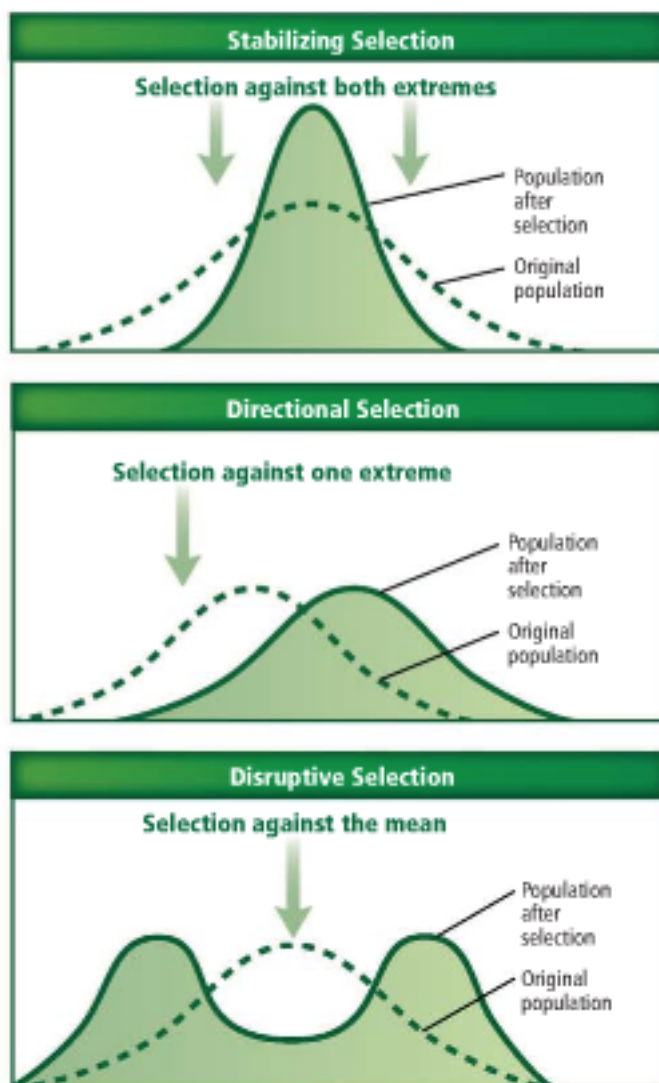 Stabilizing Selection
Selection against both extremes
Population
after
selection
Original
population
Directional Selection
Selection against one extreme
Population
after
selection
Original
population
Disruptive Selection
Selection against the mean
Population
after
selection
Original
population